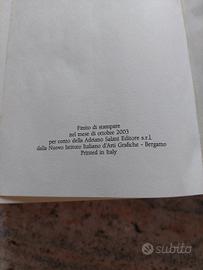 Finito di stampare
nel mese di ottobre 2003
per conto della Adriano Salani Editore s.r.l.
dalla Nuovo Istituto Italiano d'Arti Grafiche - Bergamo
Printed in Italy
subito